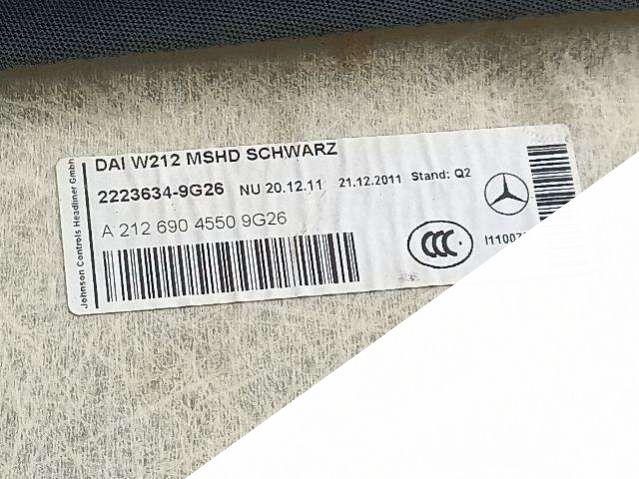 DAI W212 MSHD SCHWARZ
2223634-9G26 NU 20.12.11 21.12.2011 Stand: Q2
A 212 690 4550 9G26
CCC
Johnson Controls Headliner GmbH